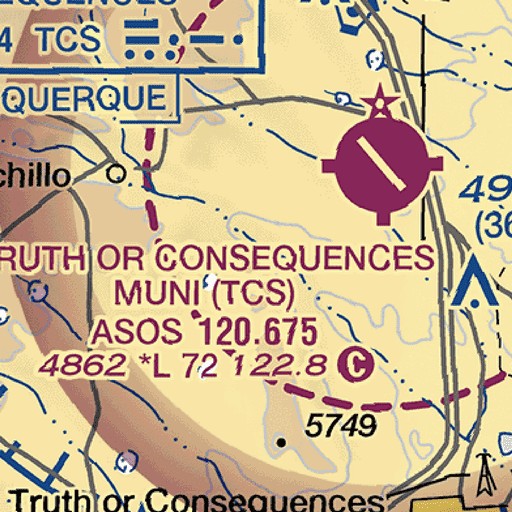 EQUENCES
4 TCS
QUERQUE
chillo
49
(36
RUTH OR CONSEQUENCES
MUNI (TCS)
ASOS 120.675
4862 *L 72 122.8 C
5749
Truth or Consequences